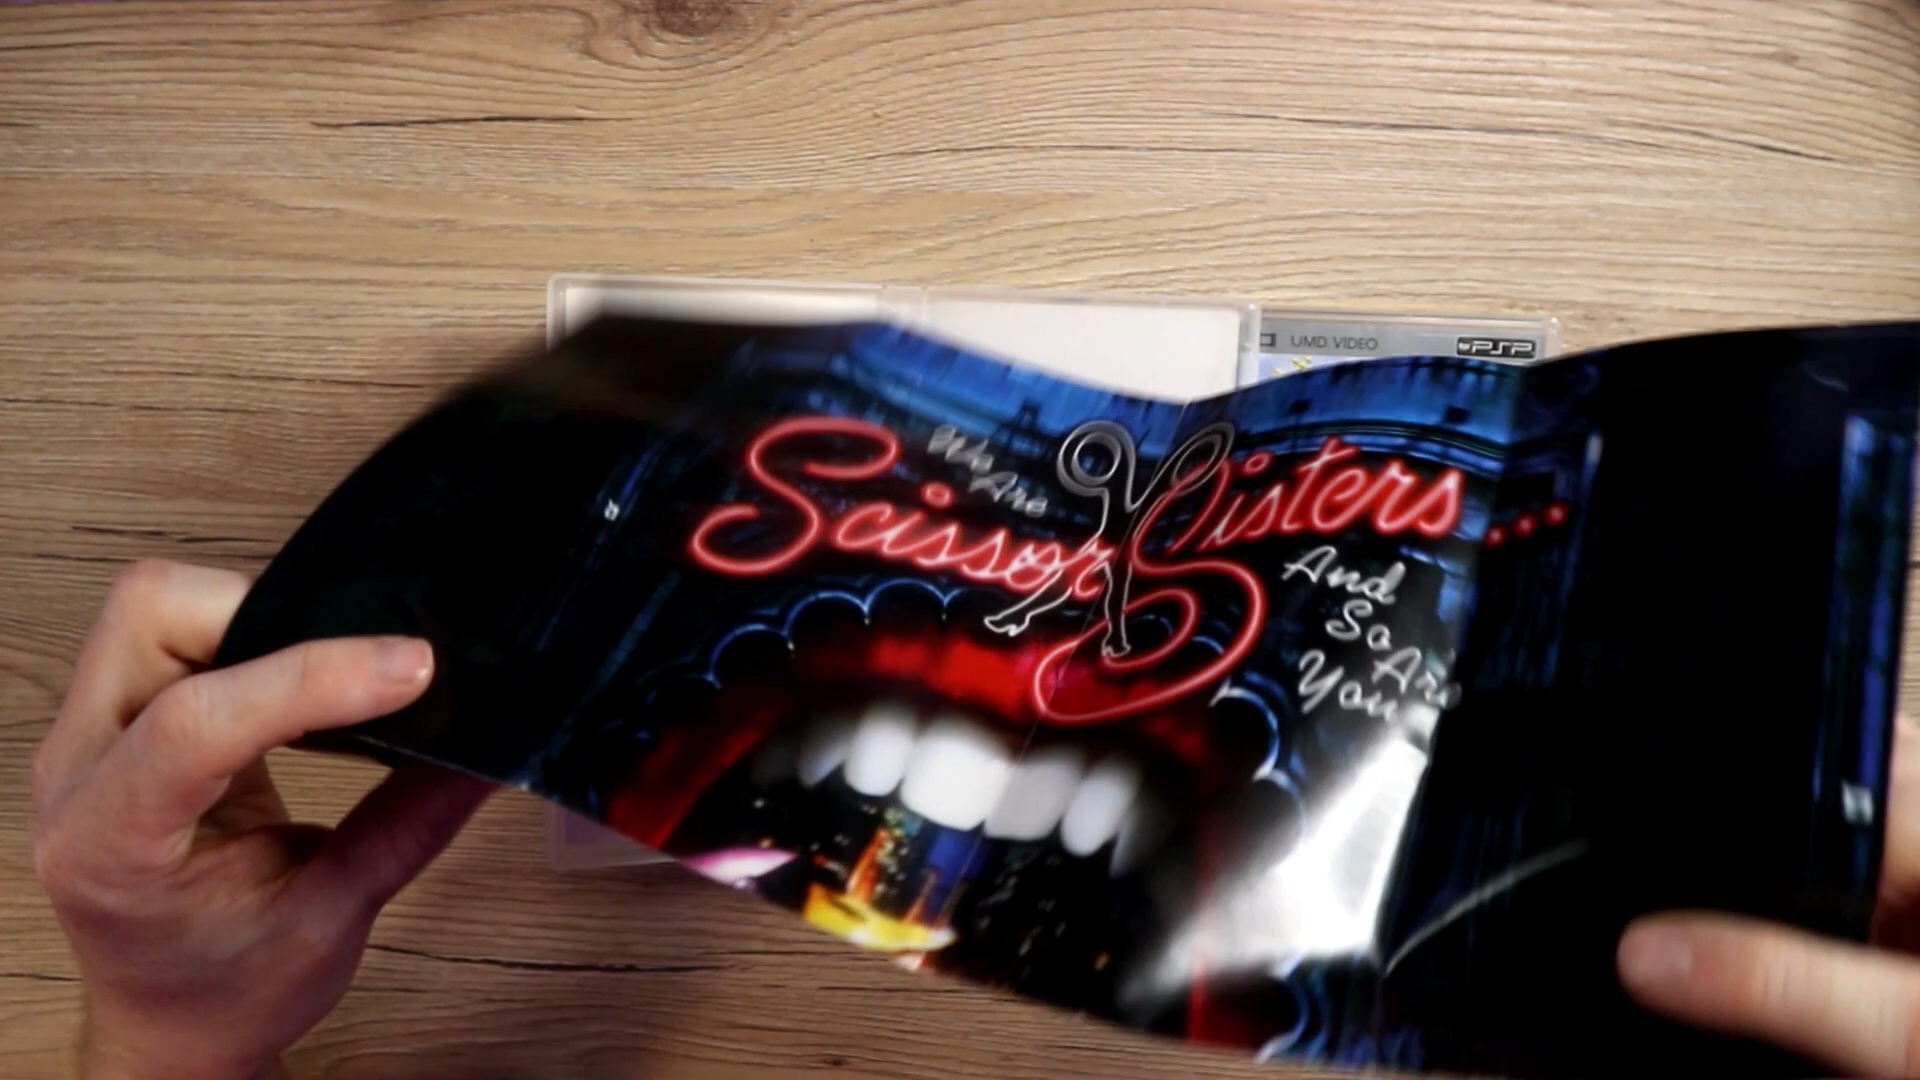 UMD VIDEO PSP
We
Are
Scissor Sisters...
And
So
Are
You